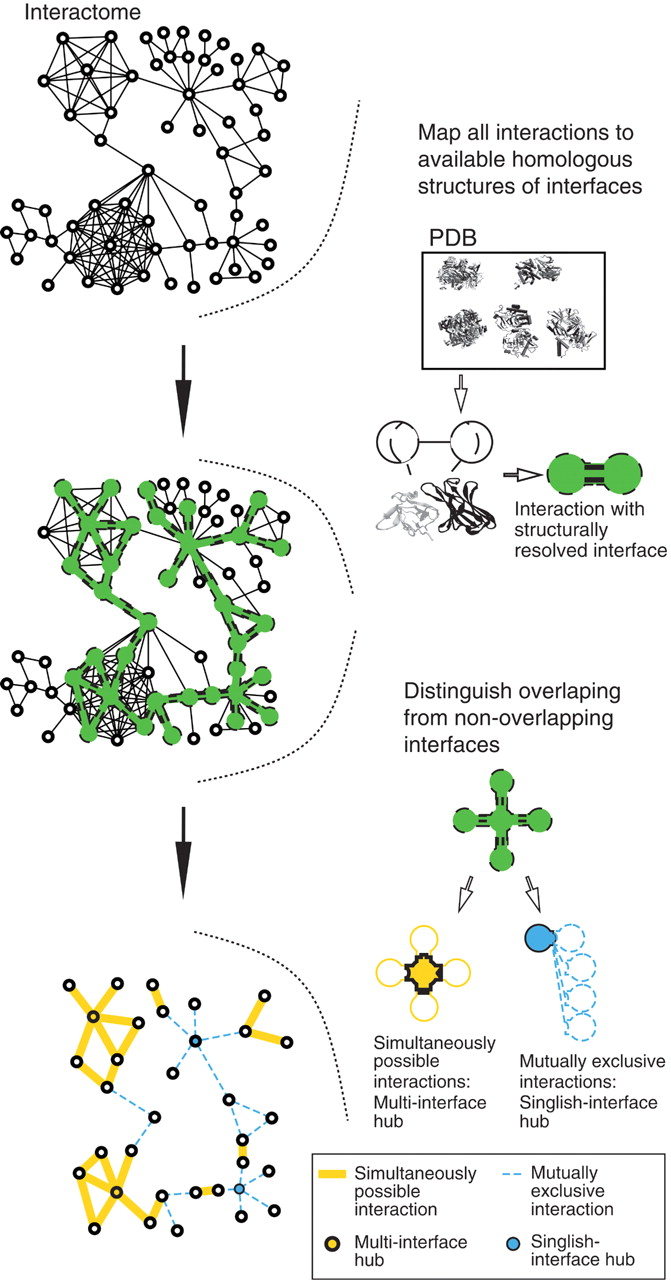 Interactome
Map all interactions to
available homologous
structures of interfaces
PDB
Interaction with
structurally
resolved interface
Distinguish overlaping
from non-overlapping
interfaces
Simultaneously
possible
interactions:
Multi-interface
hub
Mutually exclusive
interactions:
Singlish-interface
hub
Simultaneously
possible
interaction
Mutually
exclusive
interaction
Multi-interface
hub
Singlish-
interface hub